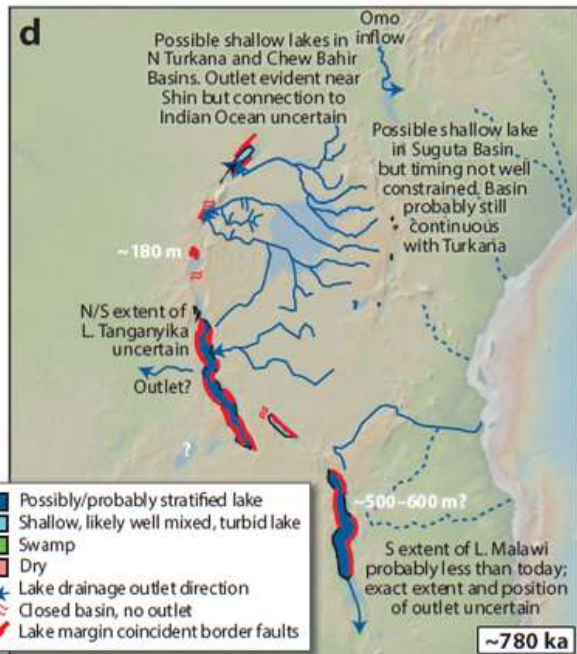 d
Omo
inflow
Possible shallow lakes in
N Turkana and Chew Bahir
Basins. Outlet evident near
Shin but connection to
Indian Ocean uncertain
Possible shallow lake
in Suguta Basin,
but timing not well
constrained. Basin
probably still
continuous
with Turkana
~180 m
N/S extent of
L. Tanganyika
uncertain
Outlet?
?
~500–600 m?
S extent of L. Malawi
probably less than today;
exact extent and position
of outlet uncertain
Possibly/probably stratified lake
Shallow, likely well mixed, turbid lake
Swamp
Dry
Lake drainage outlet direction
Closed basin, no outlet
Lake margin coincident border faults
~780 ka